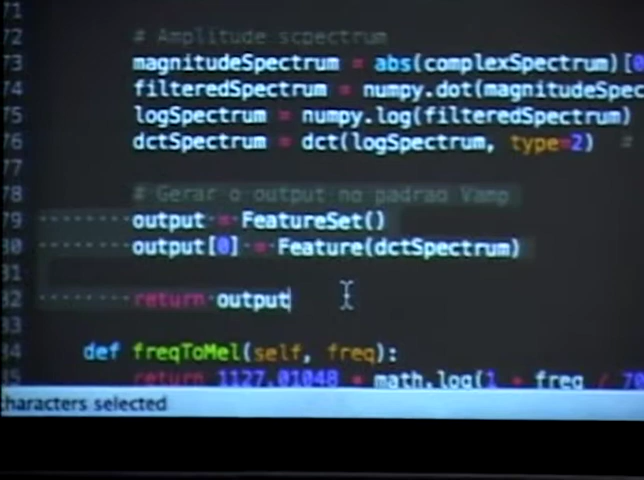 71
72 # Amplitude scpectrum
73 magnitudeSpectrum = abs(complexSpectrum)[0
74 filteredSpectrum = numpy.dot(magnitudeSpec
75 logSpectrum = numpy.log(filteredSpectrum)
76 dctSpectrum = dct(logSpectrum, type=2) #
77
78 # Gerar o output no padrao Vamp
79 output = FeatureSet()
80 output[0] = Feature(dctSpectrum)
81
82 return output
83
84 def freqToMel(self, freq):
85 return 1127.01048 * math.log(1 + freq / 70
characters selected